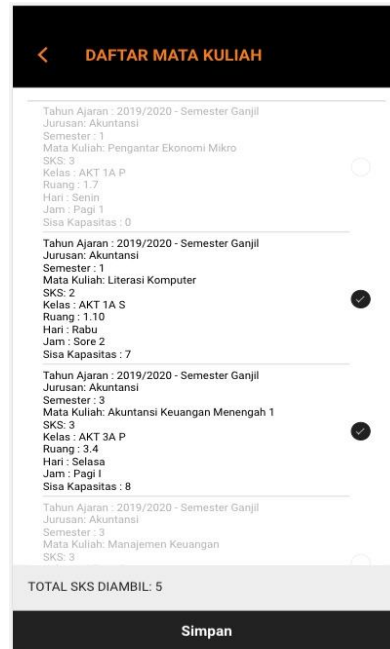 DAFTAR MATA KULIAH
Tahun Ajaran : 2019/2020 - Semester Ganjil
Jurusan: Akuntansi
Semester : 1
Mata Kuliah: Pengantar Ekonomi Mikro
SKS: 3
Kelas : AKT 1A P
Ruang : 1.7
Hari : Senin
Jam : Pagi 1
Sisa Kapasitas : 0
Tahun Ajaran : 2019/2020 - Semester Ganjil
Jurusan: Akuntansi
Semester : 1
Mata Kuliah: Literasi Komputer
SKS: 2
Kelas : AKT 1A S
Ruang : 1.10
Hari : Rabu
Jam : Sore 2
Sisa Kapasitas : 7
Tahun Ajaran : 2019/2020 - Semester Ganjil
Jurusan: Akuntansi
Semester : 3
Mata Kuliah: Akuntansi Keuangan Menengah 1
SKS: 3
Kelas : AKT 3A P
Ruang : 3.4
Hari : Selasa
Jam : Pagi I
Sisa Kapasitas : 8
Tahun Ajaran : 2019/2020 - Semester Ganjil
Jurusan: Akuntansi
Semester : 3
Mata Kuliah: Manajemen Keuangan
SKS: 3
TOTAL SKS DIAMBIL: 5
Simpan